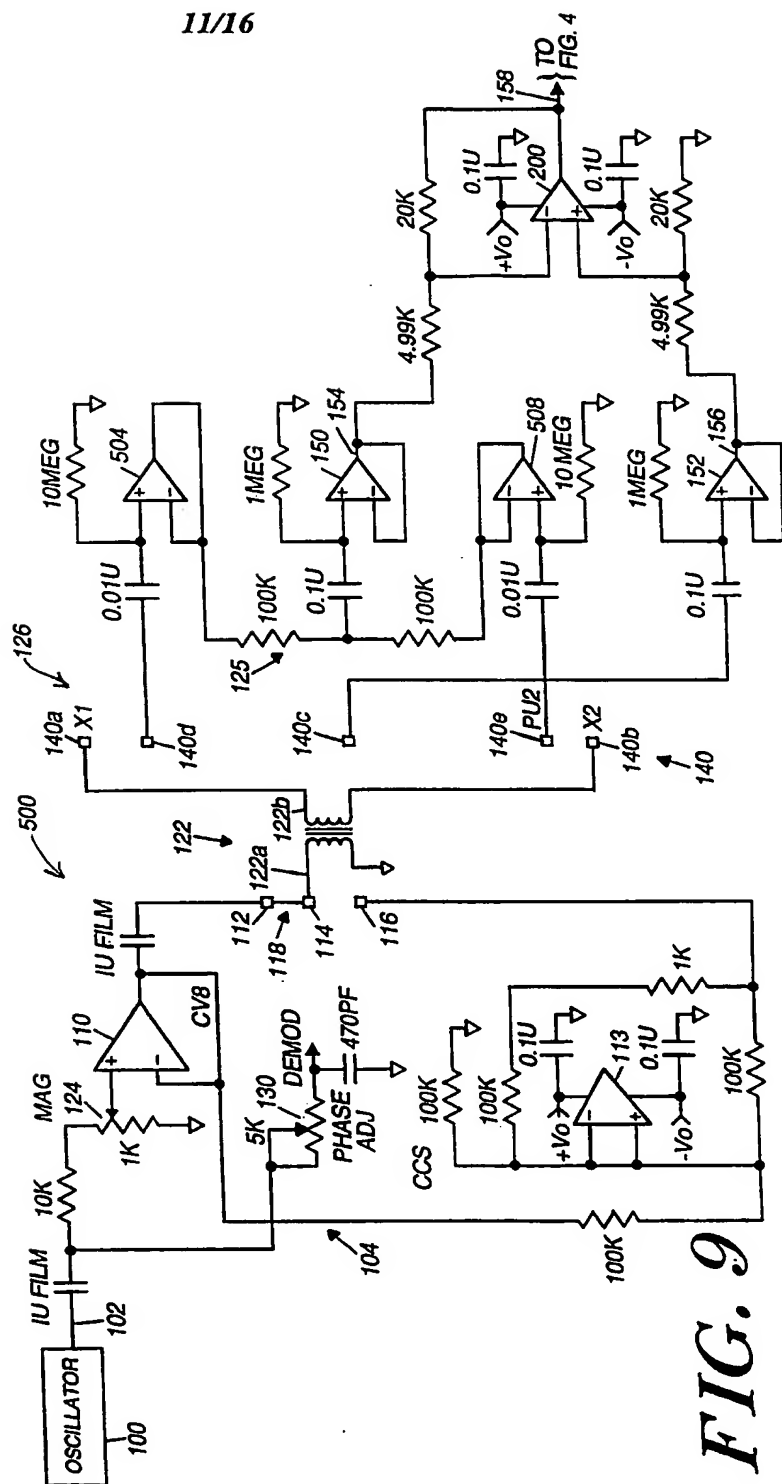 11/16
OSCILLATOR
100
102
IU FILM
10K
MAG
124
1K
110
CV8
IU FILM
104
5K
130
DEMOD
PHASE
ADJ
470PF
112
118
114
116
CCS
100K
100K
0.1U
+Vo
113
-Vo
0.1U
1K
100K
100K
500
122
122a
122b
126
140a X1
140d
140c
140e
PU2
X2
140b
140
125
100K
100K
0.01U
10MEG
504
0.1U
1MEG
150
154
0.01U
508
10 MEG
0.1U
1MEG
152
156
4.99K
4.99K
20K
20K
+Vo
0.1U
200
-Vo
0.1U
158
TO
FIG. 4
+
-
+
-
+
-
-
+
+
-
-
+
-
+
FIG. 9